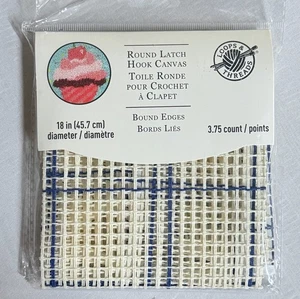 ROUND LATCH
HOOK CANVAS
TOILE RONDE
POUR CROCHET
À CLAPET
BOUND EDGES
BORDS LIÉS
LOOPS &
THREADS
18 in (45.7 cm)
diameter / diamètre
3.75 count / points